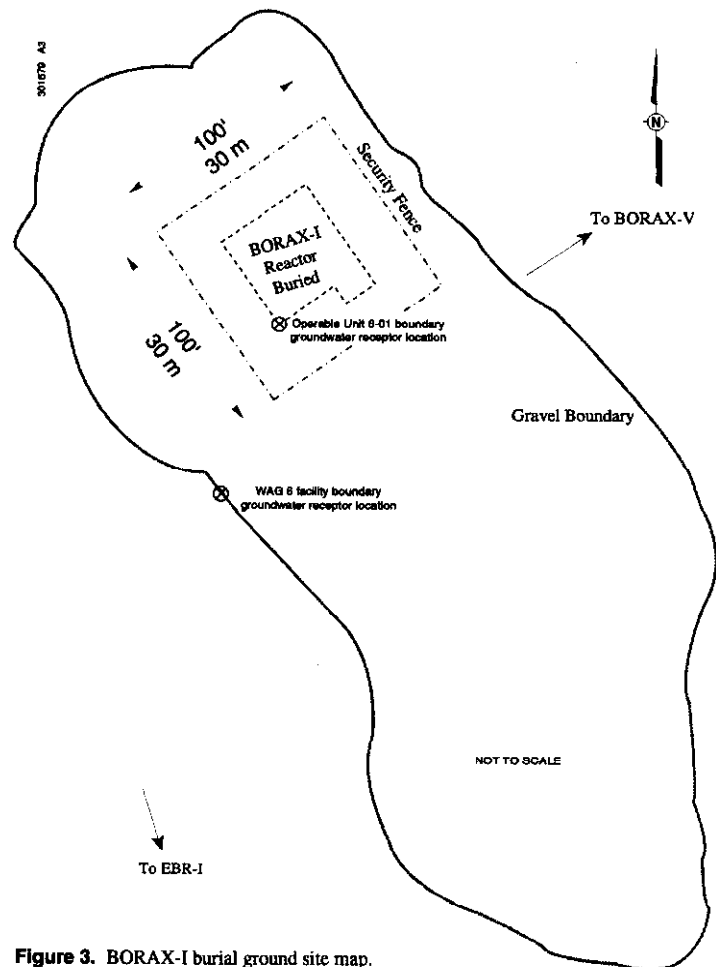 301679 A3
100'
30 m
Security Fence
N
To BORAX-V
BORAX-I
Reactor
Buried
Operable Unit 6-01 boundary
groundwater receptor location
100'
30 m
Gravel Boundary
WAG 6 facility boundary
groundwater receptor location
NOT TO SCALE
To EBR-I
Figure 3. BORAX-I burial ground site map.